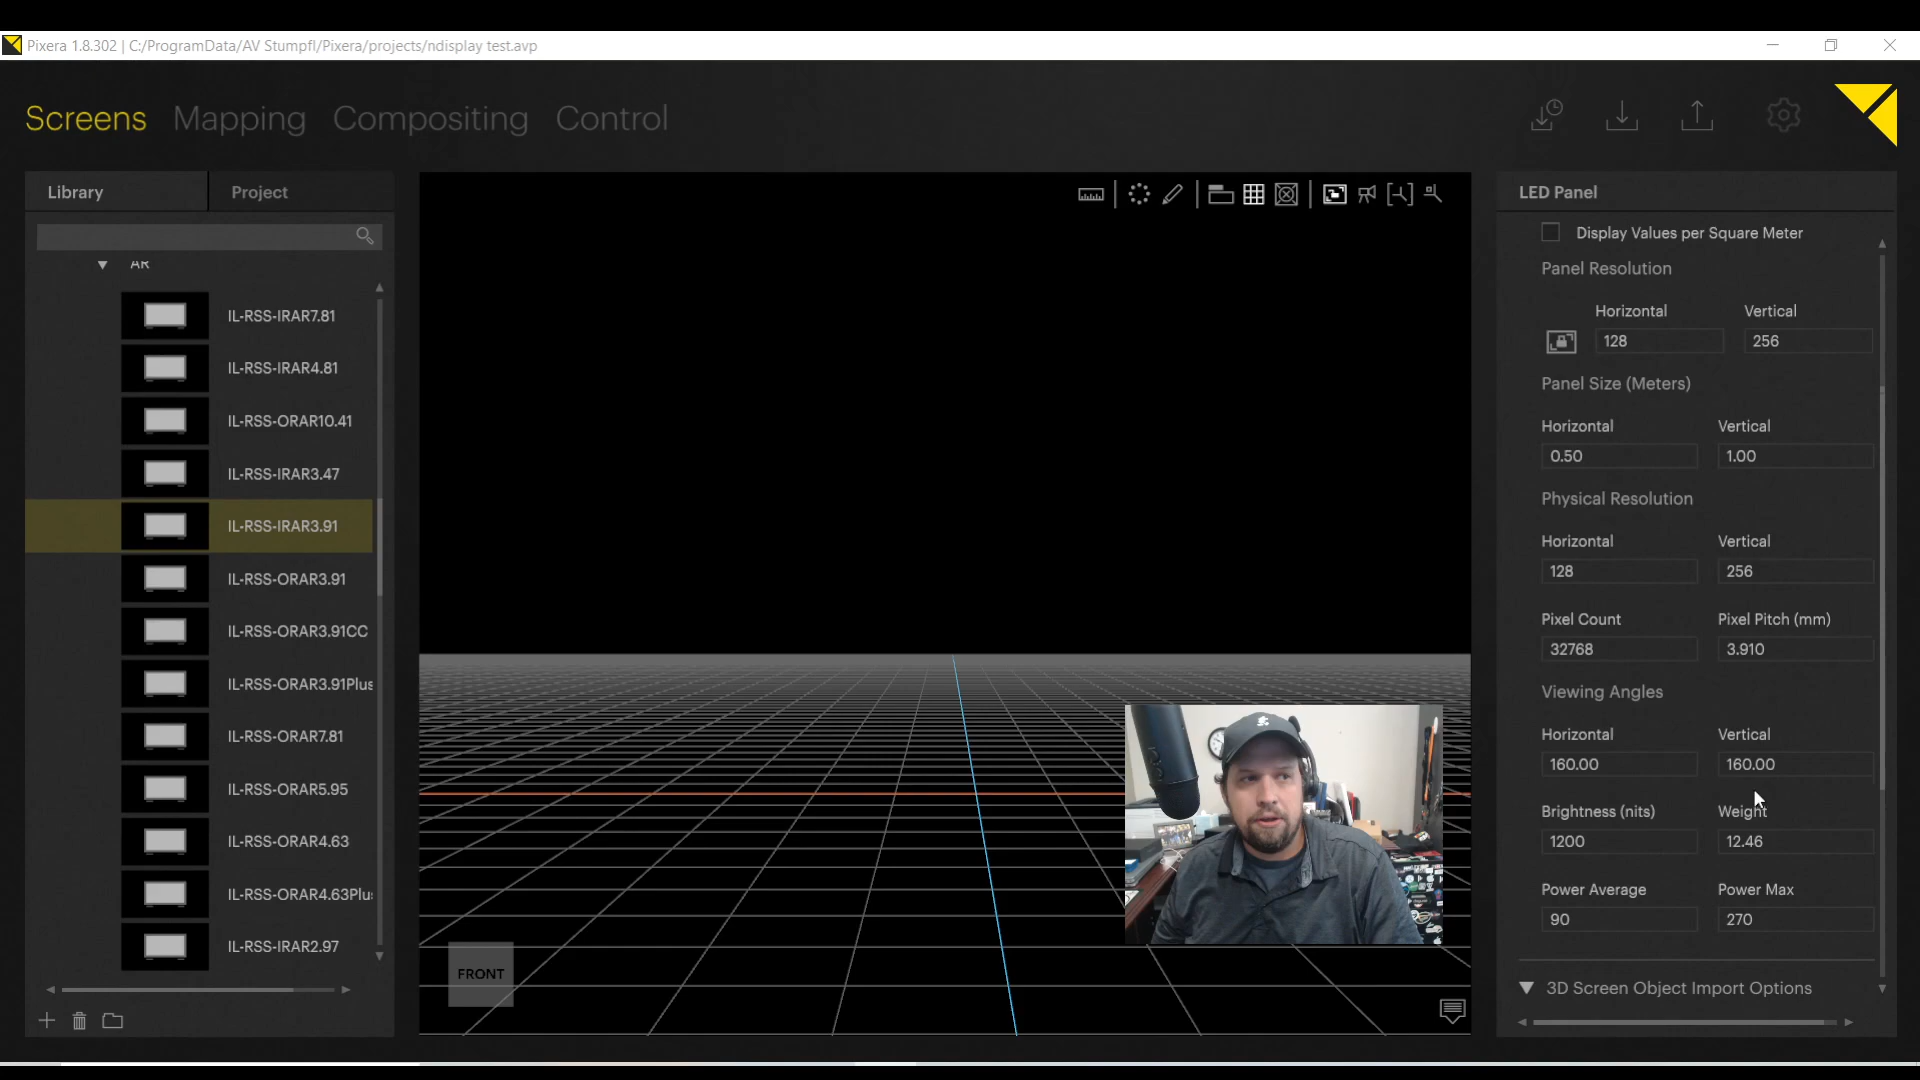 Pixera 1.8.302 | C:/ProgramData/AV Stumpfl/Pixera/projects/ndisplay test.avp
Screens Mapping Compositing Control
Library Project
AR
IL-RSS-IRAR7.81
IL-RSS-IRAR4.81
IL-RSS-ORAR10.41
IL-RSS-IRAR3.47
IL-RSS-IRAR3.91
IL-RSS-ORAR3.91
IL-RSS-ORAR3.91CC
IL-RSS-ORAR3.91Plus
IL-RSS-ORAR7.81
IL-RSS-ORAR5.95
IL-RSS-ORAR4.63
IL-RSS-ORAR4.63Plu
IL-RSS-IRAR2.97
FRONT
LED Panel
Display Values per Square Meter
Panel Resolution
Horizontal Vertical
128 256
Panel Size (Meters)
Horizontal Vertical
0.50 1.00
Physical Resolution
Horizontal Vertical
128 256
Pixel Count Pixel Pitch (mm)
32768 3.910
Viewing Angles
Horizontal Vertical
160.00 160.00
Brightness (nits) Weight
1200 12.46
Power Average Power Max
90 270
3D Screen Object Import Options